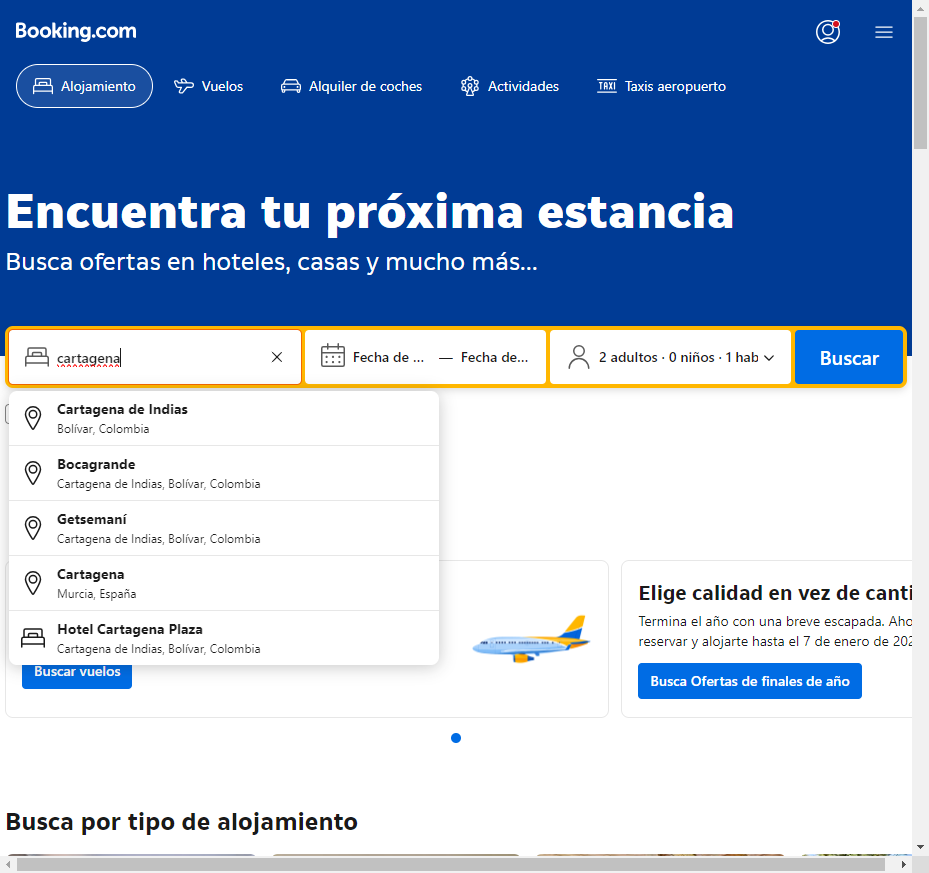 Booking.com
Alojamiento
Vuelos
Alquiler de coches
Actividades
TAXI Taxis aeropuerto
Encuentra tu próxima estancia
Busca ofertas en hoteles, casas y mucho más...
cartagena
Fecha de ... — Fecha de...
2 adultos · 0 niños · 1 hab
Buscar
Cartagena de Indias
Bolívar, Colombia
Bocagrande
Cartagena de Indias, Bolívar, Colombia
Getsemaní
Cartagena de Indias, Bolívar, Colombia
Cartagena
Murcia, España
Hotel Cartagena Plaza
Cartagena de Indias, Bolívar, Colombia
Buscar vuelos
Elige calidad en vez de canti
Termina el año con una breve escapada. Aho
reservar y alojarte hasta el 7 de enero de 202
Busca Ofertas de finales de año
Busca por tipo de alojamiento